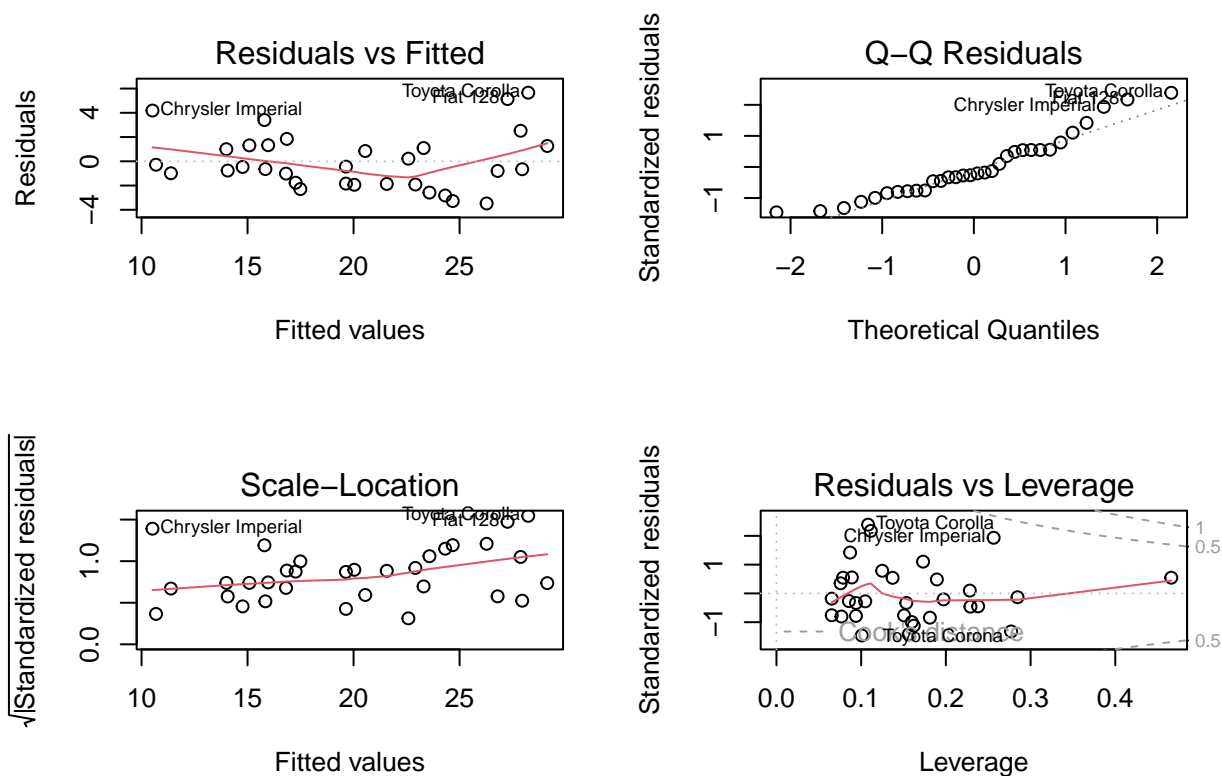 Residuals vs Fitted
Residuals
4
0
−4
Chrysler Imperial
Toyota Corolla
Fiat 128
10
15
20
25
Fitted values
Q−Q Residuals
Standardized residuals
1
−1
Toyota Corolla
Fiat 128
Chrysler Imperial
−2
−1
0
1
2
Theoretical Quantiles
Scale−Location
√|Standardized residuals|
1.0
0.0
Chrysler Imperial
Toyota Corolla
Fiat 128
10
15
20
25
Fitted values
Residuals vs Leverage
Standardized residuals
1
−1
Toyota Corolla
Chrysler Imperial
1
0.5
Toyota Corona
Cook's distance
0.5
0.0
0.1
0.2
0.3
0.4
Leverage